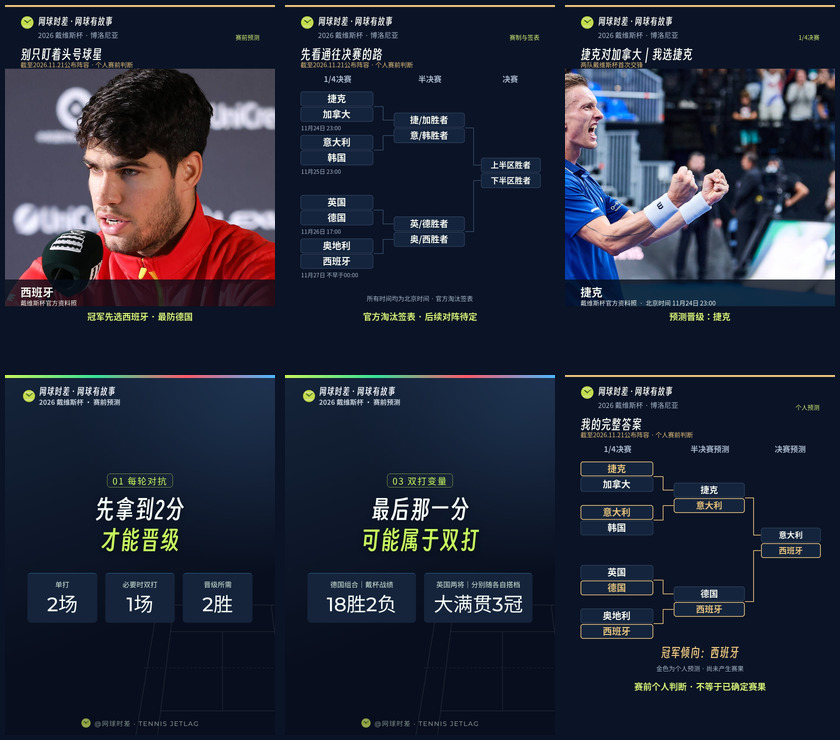 网球时差·网球有故事
2026 戴维斯杯 · 博洛尼亚
赛前预测
别只盯着头号球星
截至2026.11.21公布阵容 · 个人赛前判断
UniCre
西班牙
戴维斯杯官方资料照
冠军先选西班牙 · 最防德国
网球时差·网球有故事
2026 戴维斯杯 · 博洛尼亚
赛制与签表
先看通往决赛的路
截至2026.11.21公布阵容 · 个人赛前判断
1/4决赛
半决赛
决赛
捷克
加拿大
11月24日 23:00
意大利
韩国
11月25日 23:00
捷/加胜者
意/韩胜者
上半区胜者
下半区胜者
英国
德国
11月26日 17:00
奥地利
西班牙
11月27日 不早于00:00
英/德胜者
奥/西胜者
所有时间均为北京时间 · 官方淘汰签表
官方淘汰签表 · 后续对阵待定
网球时差·网球有故事
2026 戴维斯杯 · 博洛尼亚
1/4决赛
捷克对加拿大 | 我选捷克
两队戴维斯杯首次交锋
捷克
戴维斯杯官方资料照 · 北京时间 11月24日 23:00
预测晋级：捷克
网球时差·网球有故事
2026 戴维斯杯 · 赛前预测
01 每轮对抗
先拿到2分
才能晋级
单打
2场
必要时双打
1场
晋级所需
2胜
@网球时差 · TENNIS JETLAG
网球时差·网球有故事
2026 戴维斯杯 · 赛前预测
03 双打变量
最后那一分
可能属于双打
德国组合｜戴杯战绩
18胜2负
英国两将｜分别随各自搭档
大满贯3冠
@网球时差 · TENNIS JETLAG
网球时差·网球有故事
2026 戴维斯杯 · 博洛尼亚
个人预测
我的完整答案
截至2026.11.21公布阵容 · 个人赛前判断
1/4决赛
半决赛预测
决赛预测
捷克
加拿大
意大利
韩国
捷克
意大利
意大利
西班牙
英国
德国
奥地利
西班牙
德国
西班牙
冠军倾向：西班牙
金色为个人预测 · 尚未产生赛果
赛前个人判断 · 不等于已确定赛果